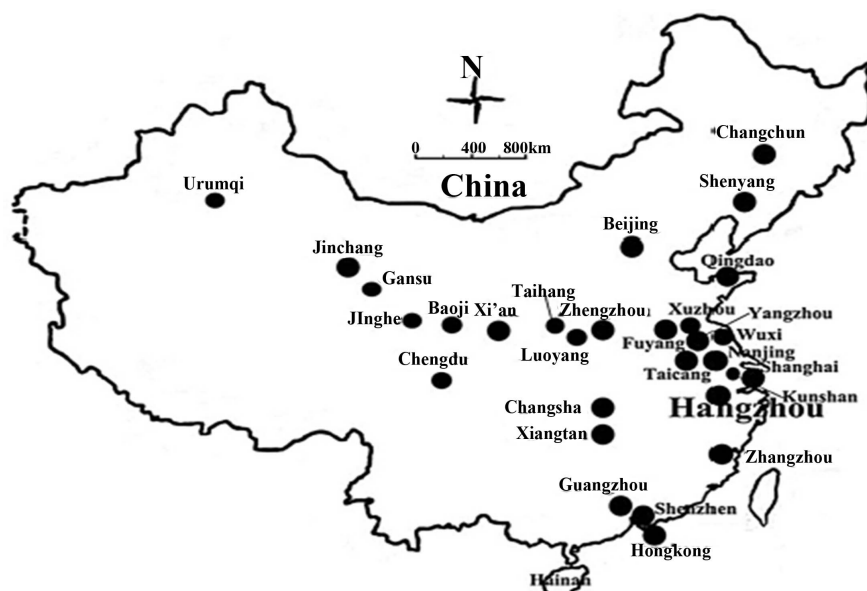 N
Changchun
0 400 800km
Urumqi
China
Shenyang
Beijing
Jinchang
Qingdao
Gansu
Taihang
JInghe
Baoji
Xi'an
Zhengzhou
Xuzhou
Yangzhou
Luoyang
Fuyang
Wuxi
Chengdu
Nanjing
Taicang
Shanghai
Kunshan
Changsha
Hangzhou
Xiangtan
Zhangzhou
Guangzhou
Shenzhen
Hongkong
Hainan